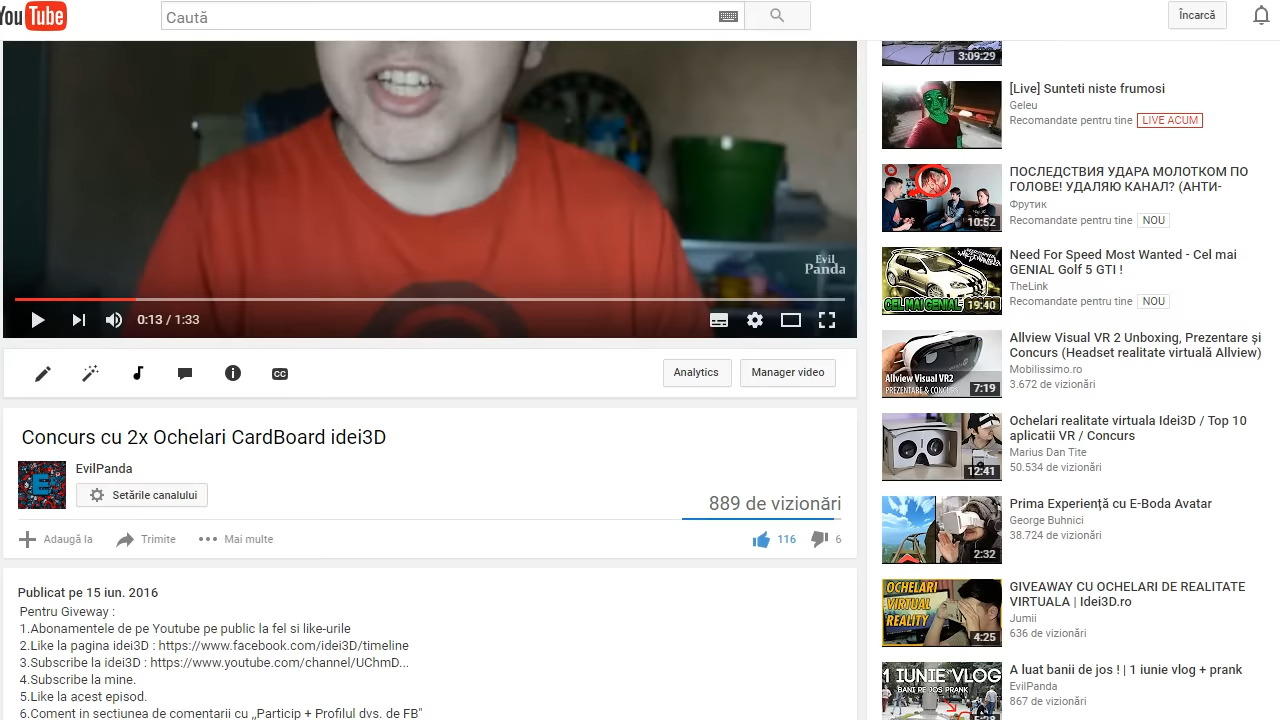 YouTube
Caută
Încarcă
Evil
Panda
0:13 / 1:33
CC
Analytics
Manager video
Concurs cu 2x Ochelari CardBoard idei3D
EvilPanda
Setările canalului
889 de vizionări
Adaugă la
Trimite
Mai multe
116
6
Publicat pe 15 iun. 2016
Pentru Giveway :
1.Abonamentele de pe Youtube pe public la fel si like-urile
2.Like la pagina idei3D : https://www.facebook.com/idei3D/timeline
3.Subscribe la idei3D : https://www.youtube.com/channel/UChmD...
4.Subscribe la mine.
5.Like la acest episod.
6.Coment in sectiunea de comentarii cu ,,Particip + Profilul dvs. de FB"
3:09:29
[Live] Sunteti niste frumosi
Geleu
Recomandate pentru tine LIVE ACUM
10:52
ПОСЛЕДСТВИЯ УДАРА МОЛОТКОМ ПО
ГОЛОВЕ! УДАЛЯЮ КАНАЛ? (АНТИ-
Фрутик
Recomandate pentru tine NOU
CEL MAI GENIAL
19:40
Need For Speed Most Wanted - Cel mai
GENIAL Golf 5 GTI !
TheLink
Recomandate pentru tine NOU
Allview Visual VR2
PREZENTARE & CONCURS
7:19
Allview Visual VR 2 Unboxing, Prezentare și
Concurs (Headset realitate virtuală Allview)
Mobilissimo.ro
3.672 de vizionări
12:41
Ochelari realitate virtuala Idei3D / Top 10
aplicatii VR / Concurs
Marius Dan Tite
50.534 de vizionări
2:32
Prima Experiență cu E-Boda Avatar
George Buhnici
38.724 de vizionări
OCHELARI
VIRTUAL
REALITY
4:25
GIVEAWAY CU OCHELARI DE REALITATE
VIRTUALA | Idei3D.ro
Jumii
636 de vizionări
1 IUNIE VLOG
BANI PE JOS PRANK
5:28
A luat banii de jos ! | 1 iunie vlog + prank
EvilPanda
867 de vizionări